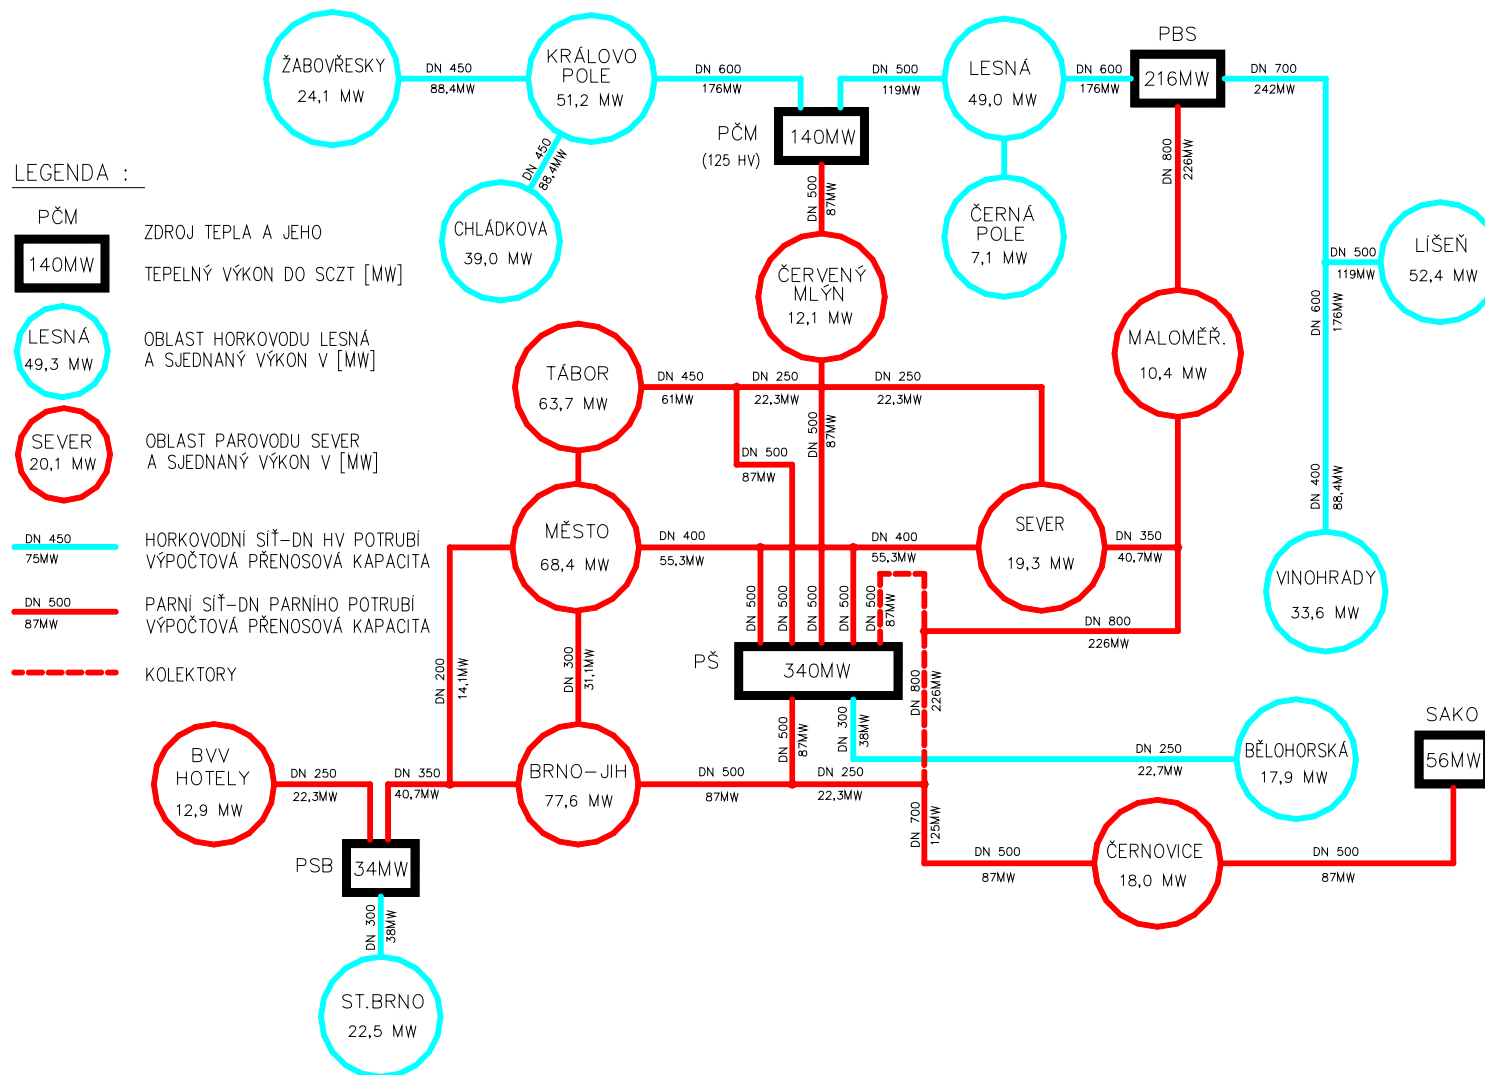 ŽABOVŘESKY
24,1 MW
DN 450
88,4MW
KRÁLOVO
POLE
51,2 MW
DN 600
176MW
DN 500
119MW
LESNÁ
49,0 MW
DN 600
176MW
PBS
216MW
DN 700
242MW
PČM
(125 HV)
140MW
DN 450
88,4MW
CHLÁDKOVA
39,0 MW
DN 500
87MW
ČERNÁ
POLE
7,1 MW
DN 800
226MW
LÍŠEŇ
52,4 MW
DN 500
119MW
DN 600
176MW
LEGENDA :
PČM
140MW
ZDROJ TEPLA A JEHO
TEPELNÝ VÝKON DO SCZT [MW]
LESNÁ
49,3 MW
OBLAST HORKOVODU LESNÁ
A SJEDNANÝ VÝKON V [MW]
SEVER
20,1 MW
OBLAST PAROVODU SEVER
A SJEDNANÝ VÝKON V [MW]
DN 450
75MW
HORKOVODNÍ SÍŤ-DN HV POTRUBÍ
VÝPOČTOVÁ PŘENOSOVÁ KAPACITA
DN 500
87MW
PARNÍ SÍŤ-DN PARNÍHO POTRUBÍ
VÝPOČTOVÁ PŘENOSOVÁ KAPACITA
KOLEKTORY
ČERVENÝ
MLÝN
12,1 MW
MALOMĚŘ.
10,4 MW
TÁBOR
63,7 MW
DN 450
61MW
DN 250
22,3MW
DN 250
22,3MW
DN 500
87MW
DN 500
87MW
DN 400
88,4MW
MĚSTO
68,4 MW
DN 400
55,3MW
DN 400
55,3MW
SEVER
19,3 MW
DN 350
40,7MW
VINOHRADY
33,6 MW
DN 500
DN 500
DN 500
DN 500
DN 500
87MW
DN 800
226MW
PŠ
340MW
DN 200
14,1MW
DN 300
31,1MW
DN 800
226MW
DN 500
87MW
DN 300
38MW
DN 250
22,7MW
BĚLOHORSKÁ
17,9 MW
SAKO
56MW
BVV
HOTELY
12,9 MW
DN 250
22,3MW
DN 350
40,7MW
BRNO-JIH
77,6 MW
DN 500
87MW
DN 250
22,3MW
DN 700
125MW
PSB
34MW
DN 500
87MW
ČERNOVICE
18,0 MW
DN 500
87MW
DN 300
38MW
ST.BRNO
22,5 MW